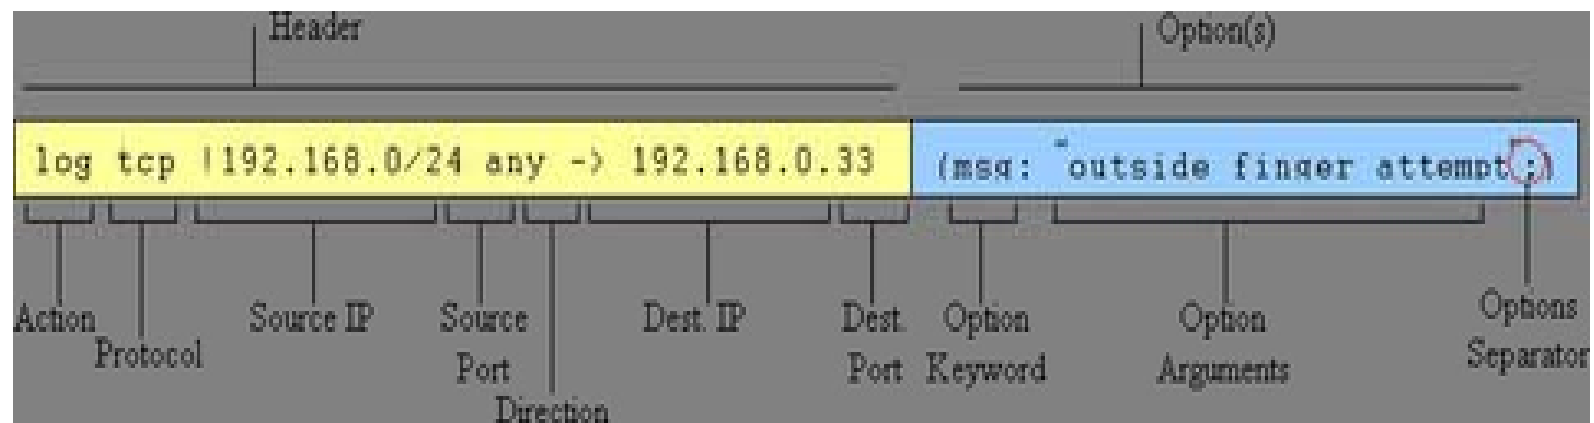 Header Option(s)
log tcp !192.168.0/24 any -> 192.168.0.33 (msg: "outside finger attempt";)
Action Source IP Source Dest. IP Dest. Option Option Options
Protocol Port Port Keyword Arguments Separator
Direction